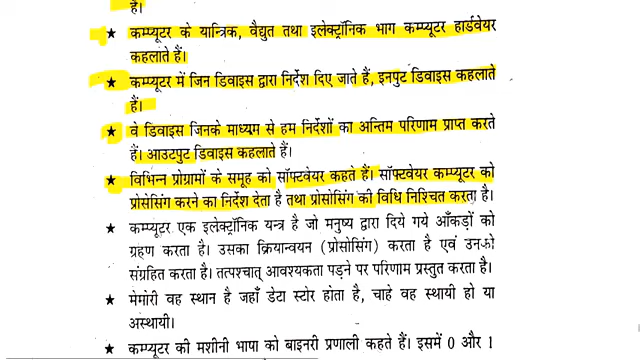 है।
★ कम्प्यूटर के यान्त्रिक, वैद्युत तथा इलेक्ट्रॉनिक भाग कम्प्यूटर हार्डवेयर
कहलाते हैं।
★ कम्प्यूटर में जिन डिवाइस द्वारा निर्देश दिए जाते हैं, इनपुट डिवाइस कहलाते
हैं।
★ वे डिवाइस जिनके माध्यम से हम निर्देशों का अन्तिम परिणाम प्राप्त करते
हैं। आउटपुट डिवाइस कहलाते हैं।
★ विभिन्न प्रोग्रामों के समूह को सॉफ्टवेयर कहते हैं। सॉफ्टवेयर कम्प्यूटर को
प्रोसेसिंग करने का निर्देश देता है तथा प्रोसोसिंग की विधि निश्चित करता है।
★ कम्प्यूटर एक इलेक्ट्रॉनिक यन्त्र है जो मनुष्य द्वारा दिये गये आँकड़ों को
ग्रहण करता है। उसका क्रियान्वयन (प्रोसोसिंग) करता है एवं उनको
संग्रहित करता है। तत्पश्चात् आवश्यकता पड़ने पर परिणाम प्रस्तुत करता है।
★ मेमोरी वह स्थान है जहाँ डेटा स्टोर होता है, चाहे वह स्थायी हो या
अस्थायी।
★ कम्प्यूटर की मशीनी भाषा को बाइनरी प्रणाली कहते हैं। इसमें 0 और 1